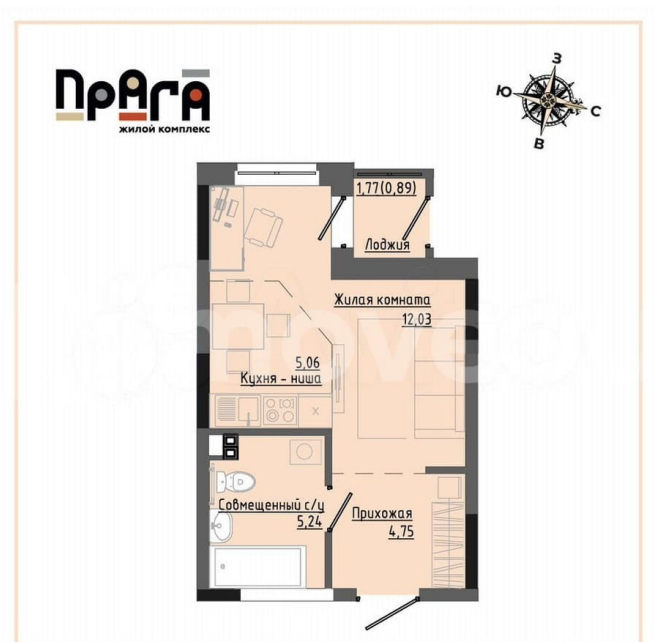 ПРАГА
жилой комплекс
З
Ю
С
В
1,77(0,89)
Лоджия
Жилая комната
12,03
5,06
Кухня - ниша
Совмещенный с/у
5,24
Прихожая
4,75
move